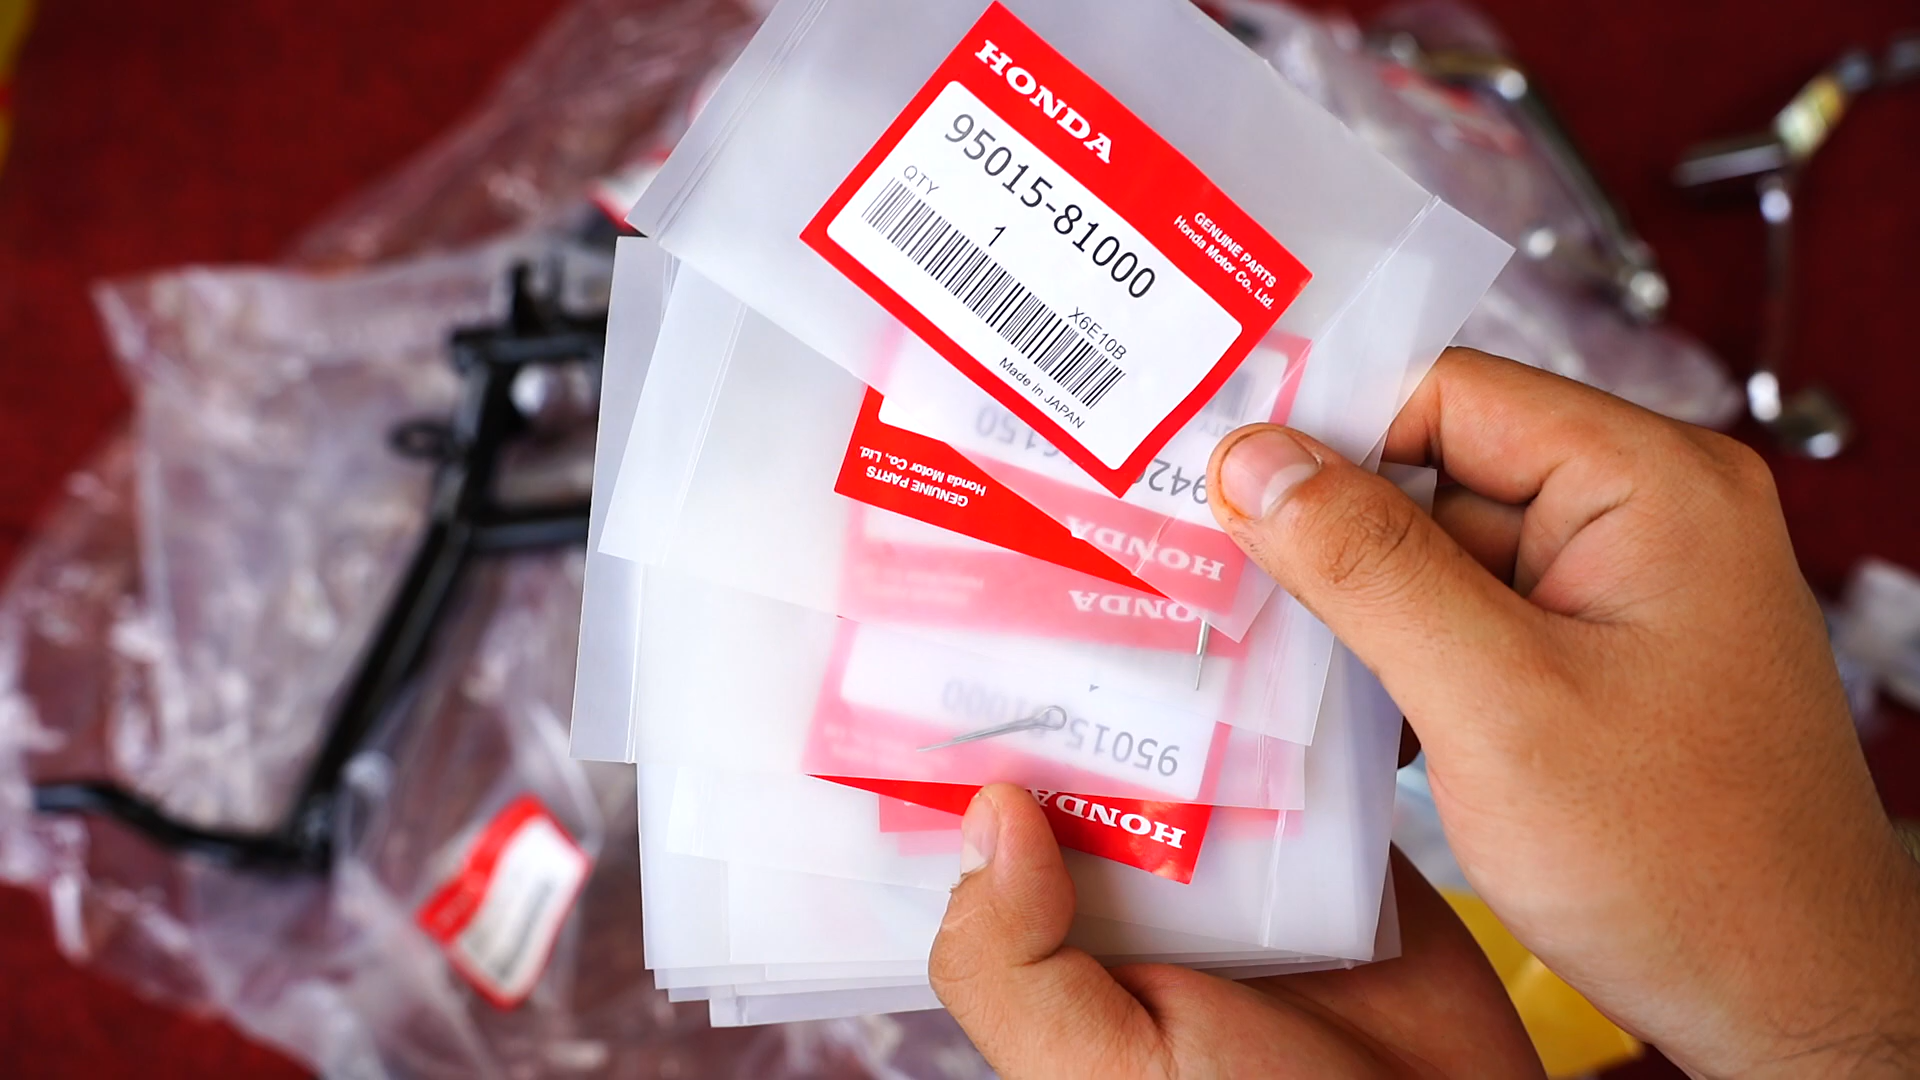 HONDA
95015-81000
QTY
1
X6E10B
Made in JAPAN
GENUINE PARTS
Honda Motor Co., Ltd.
HONDA
GENUINE PARTS
Honda Motor Co., Ltd.
HONDA
95015-81000
HONDA